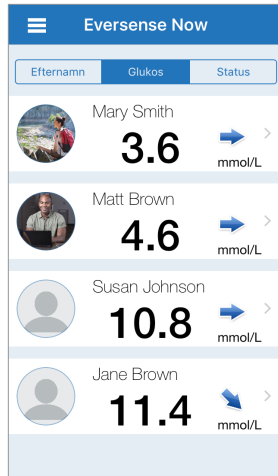 Eversense Now
Efternamn Glukos Status
Mary Smith
3.6
mmol/L
Matt Brown
4.6
mmol/L
Susan Johnson
10.8
mmol/L
Jane Brown
11.4
mmol/L